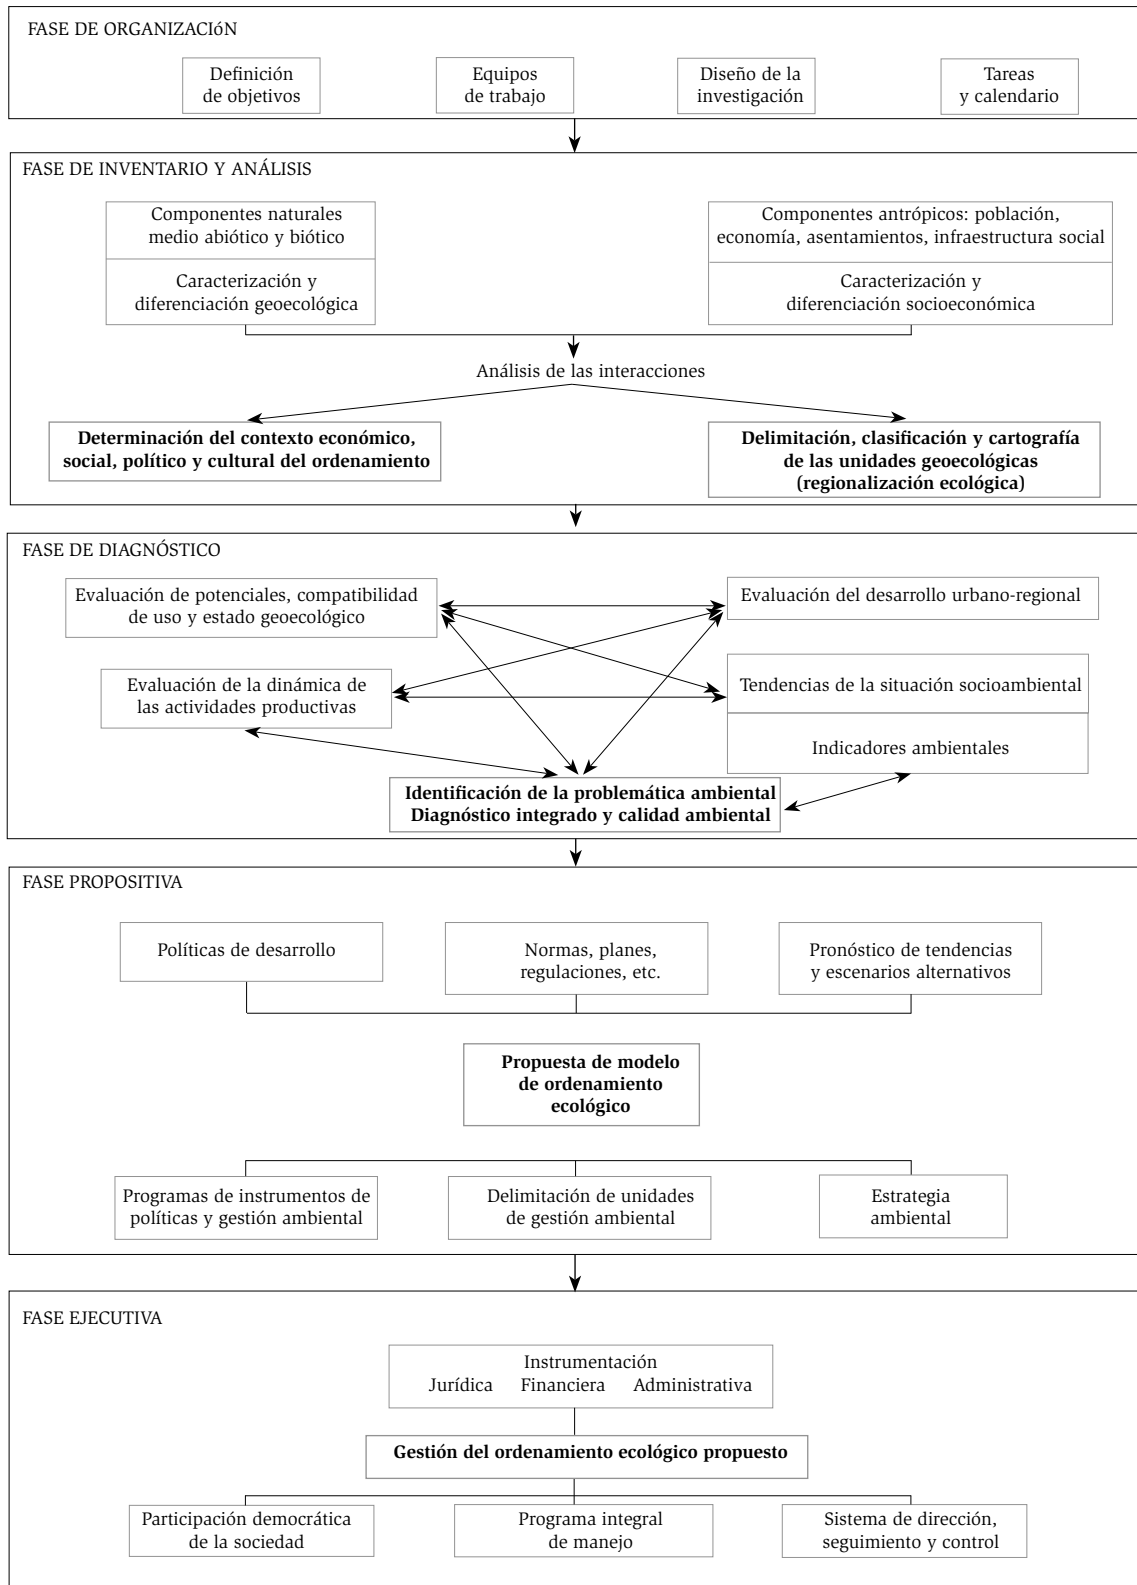 FASE DE ORGANIZACIóN
Definición
de objetivos
Equipos
de trabajo
Diseño de la
investigación
Tareas
y calendario
FASE DE INVENTARIO Y ANÁLISIS
Componentes naturales
medio abiótico y biótico
Caracterización y
diferenciación geoecológica
Componentes antrópicos: población,
economía, asentamientos, infraestructura social
Caracterización y
diferenciación socioeconómica
Análisis de las interacciones
Determinación del contexto económico,
social, político y cultural del ordenamiento
Delimitación, clasificación y cartografía
de las unidades geoecológicas
(regionalización ecológica)
FASE DE DIAGNÓSTICO
Evaluación de potenciales, compatibilidad
de uso y estado geoecológico
Evaluación del desarrollo urbano-regional
Evaluación de la dinámica de
las actividades productivas
Tendencias de la situación socioambiental
Indicadores ambientales
Identificación de la problemática ambiental
Diagnóstico integrado y calidad ambiental
FASE PROPOSITIVA
Políticas de desarrollo
Normas, planes,
regulaciones, etc.
Pronóstico de tendencias
y escenarios alternativos
Propuesta de modelo
de ordenamiento
ecológico
Programas de instrumentos de
políticas y gestión ambiental
Delimitación de unidades
de gestión ambiental
Estrategia
ambiental
FASE EJECUTIVA
Instrumentación
Jurídica Financiera Administrativa
Gestión del ordenamiento ecológico propuesto
Participación democrática
de la sociedad
Programa integral
de manejo
Sistema de dirección,
seguimiento y control